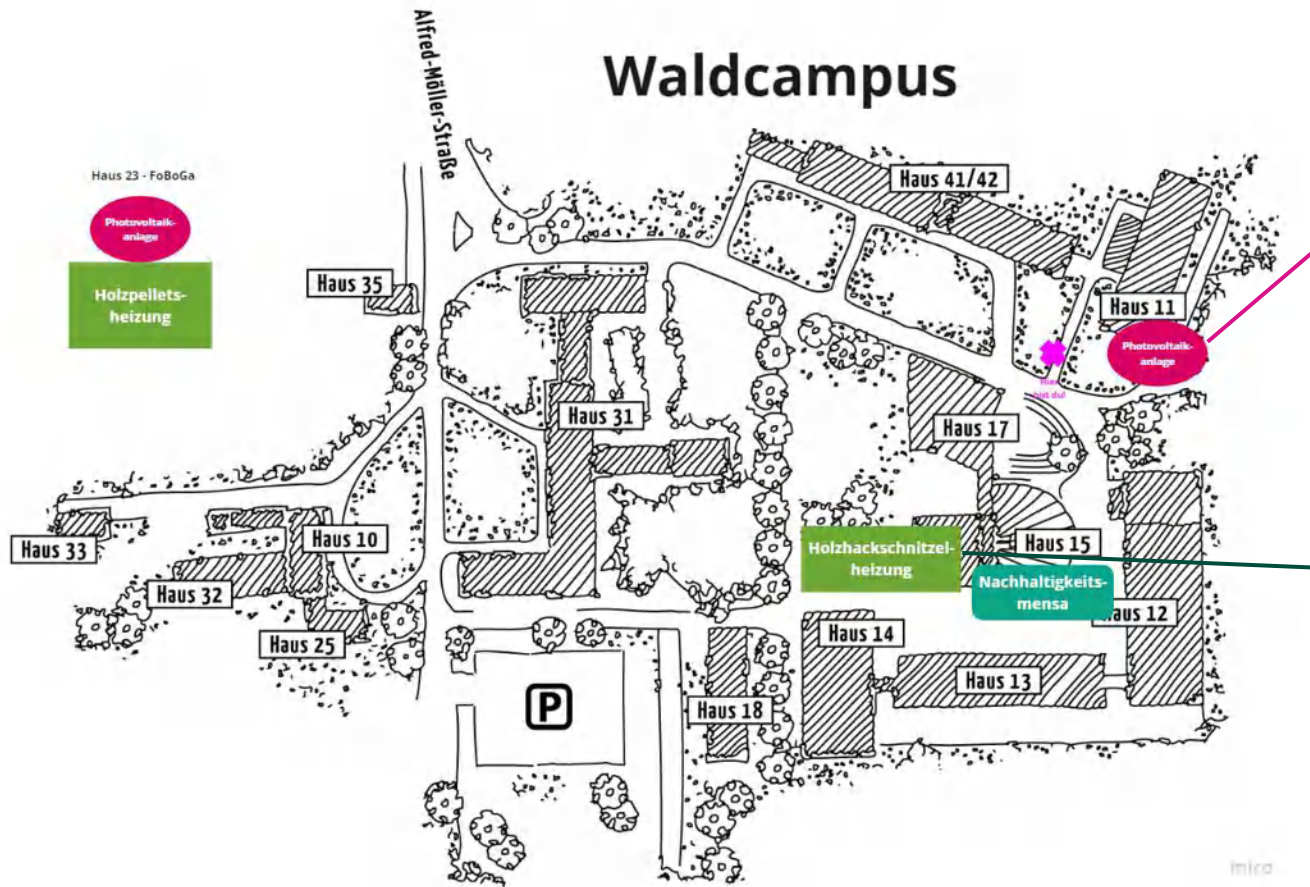 Waldcampus
Alfred-Möller-Straße
Haus 23 - FoBoGa
Photovoltaik-
anlage
Holzpellets-
heizung
Haus 41/42
Haus 35
Haus 11
Photovoltaik-
anlage
Hier
bist du!
Haus 31
Haus 17
Haus 33
Haus 10
Haus 15
Holzhackschnitzel-
heizung
Nachhaltigkeits-
mensa
Haus 32
Haus 12
Haus 25
Haus 14
Haus 13
Haus 18
P
miro